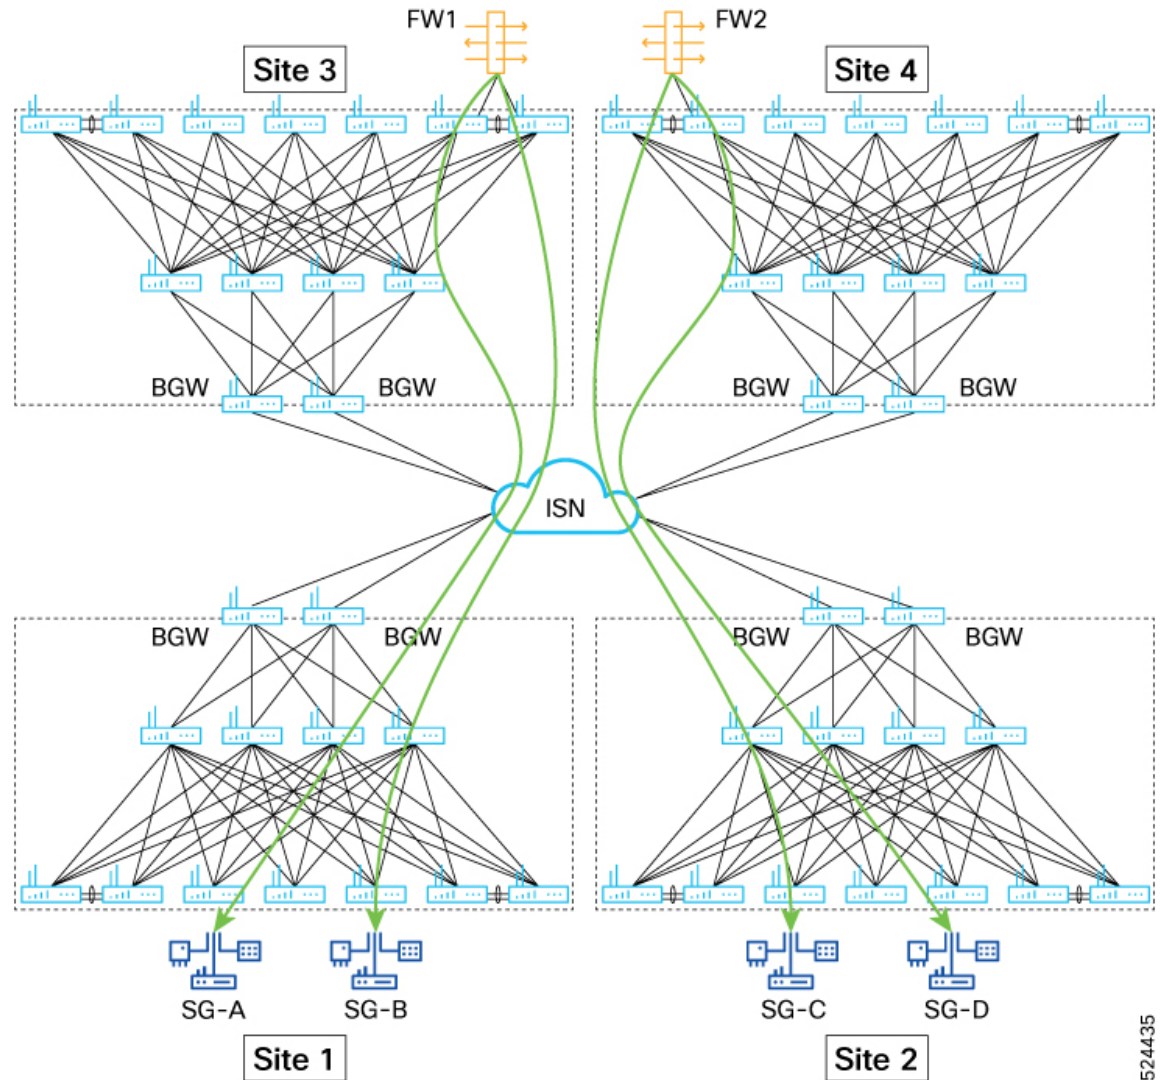 FW1
FW2
Site 3
Site 4
BGW
BGW
BGW
BGW
ISN
BGW
BGW
BGW
BGW
SG-A
SG-B
SG-C
SG-D
Site 1
Site 2
524435